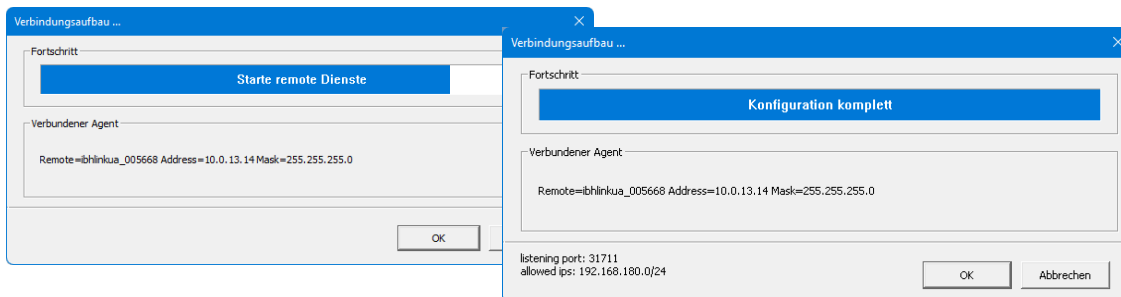 Verbindungsaufbau ...
Fortschritt
Starte remote Dienste
Verbundener Agent
Remote=ibhlinkua_005668 Address=10.0.13.14 Mask=255.255.255.0
OK
Verbindungsaufbau ...
Fortschritt
Konfiguration komplett
Verbundener Agent
Remote=ibhlinkua_005668 Address=10.0.13.14 Mask=255.255.255.0
listening port: 31711
allowed ips: 192.168.180.0/24
OK
Abbrechen